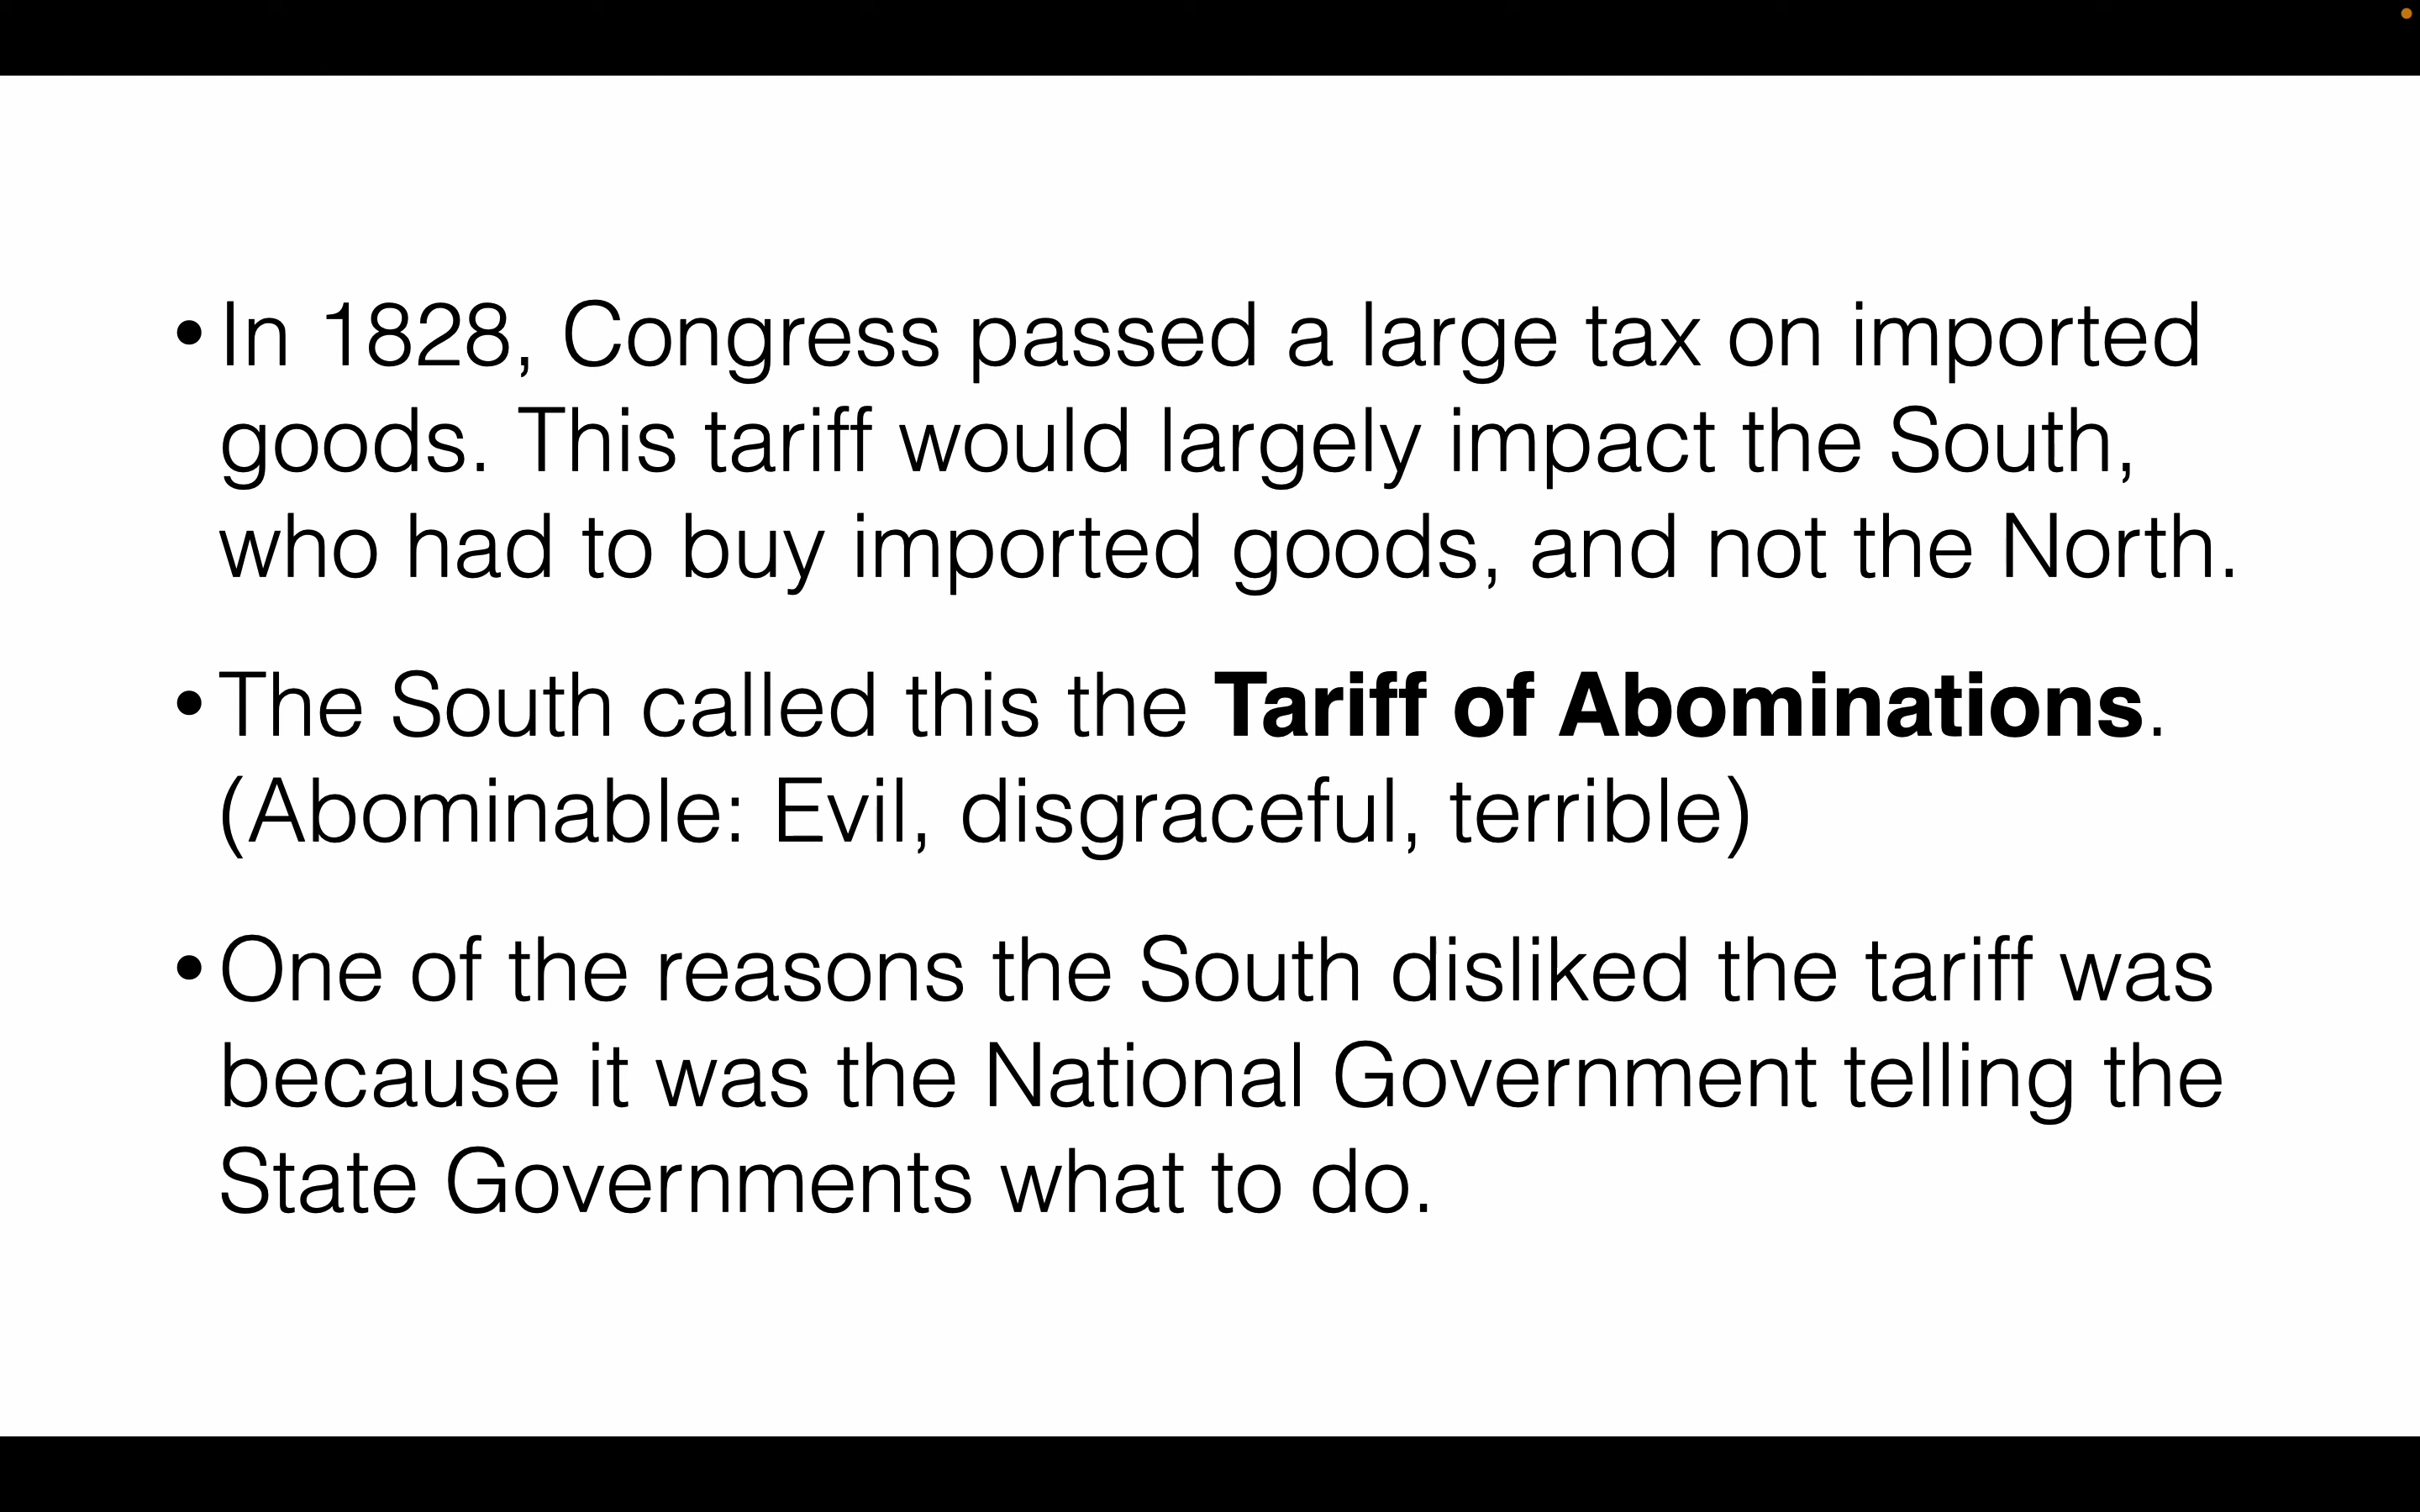 • In 1828, Congress passed a large tax on imported
goods. This tariff would largely impact the South,
who had to buy imported goods, and not the North.
• The South called this the Tariff of Abominations.
(Abominable: Evil, disgraceful, terrible)
• One of the reasons the South disliked the tariff was
because it was the National Government telling the
State Governments what to do.